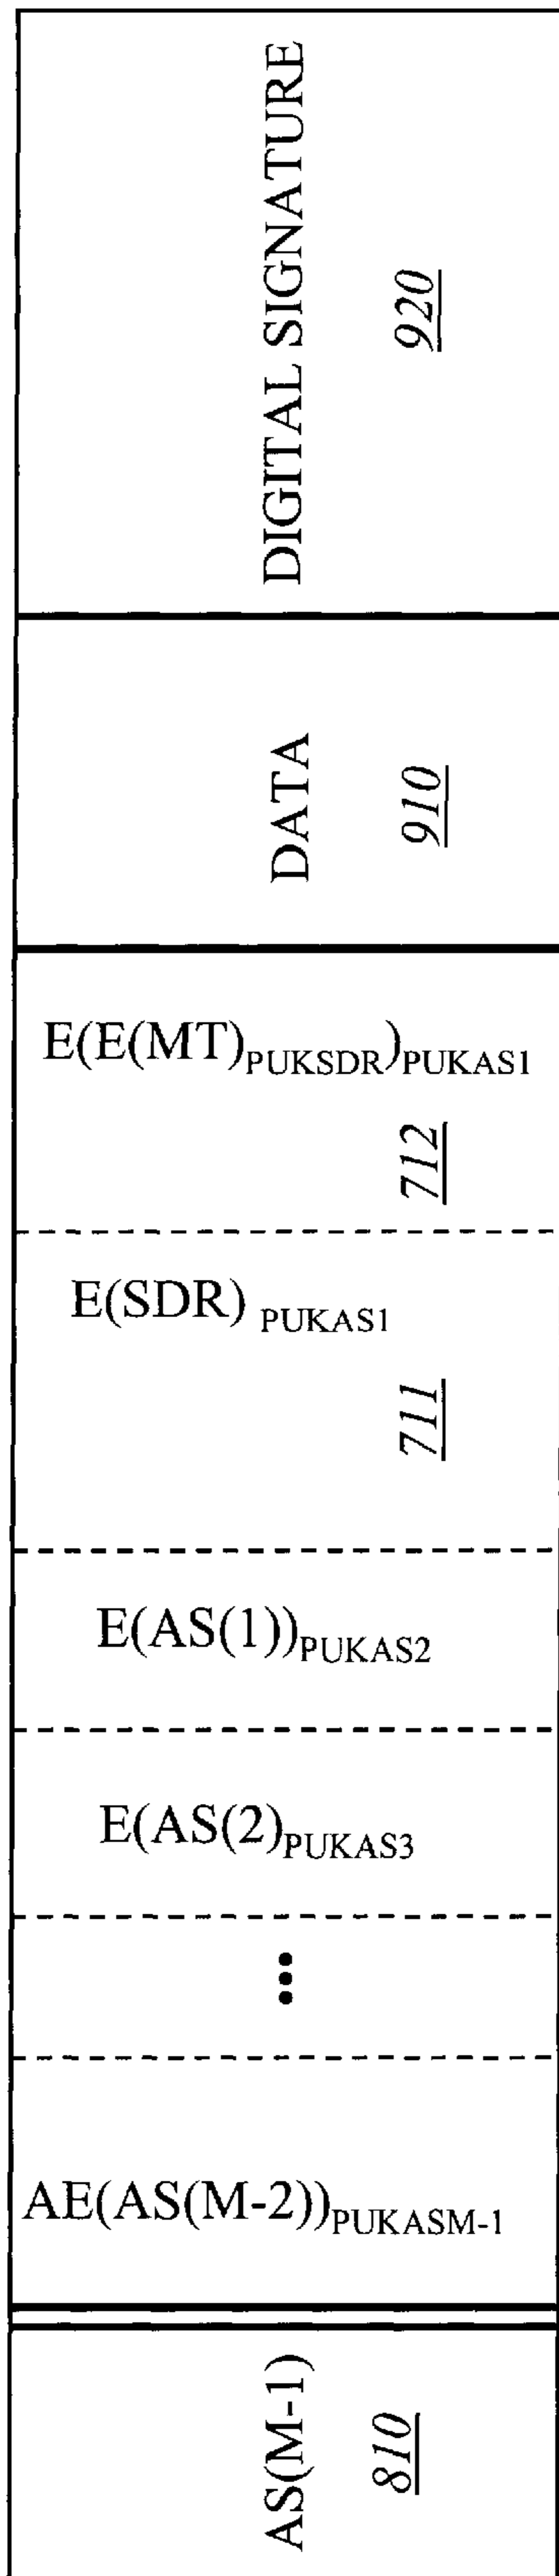 DIGITAL SIGNATURE
920
DATA
910
E(E(MT)PUKSDR)PUKAS1
712
E(SDR) PUKAS1
711
E(AS(1))PUKAS2
E(AS(2)PUKAS3
•••
AE(AS(M-2))PUKASM-1
AS(M-1)
810